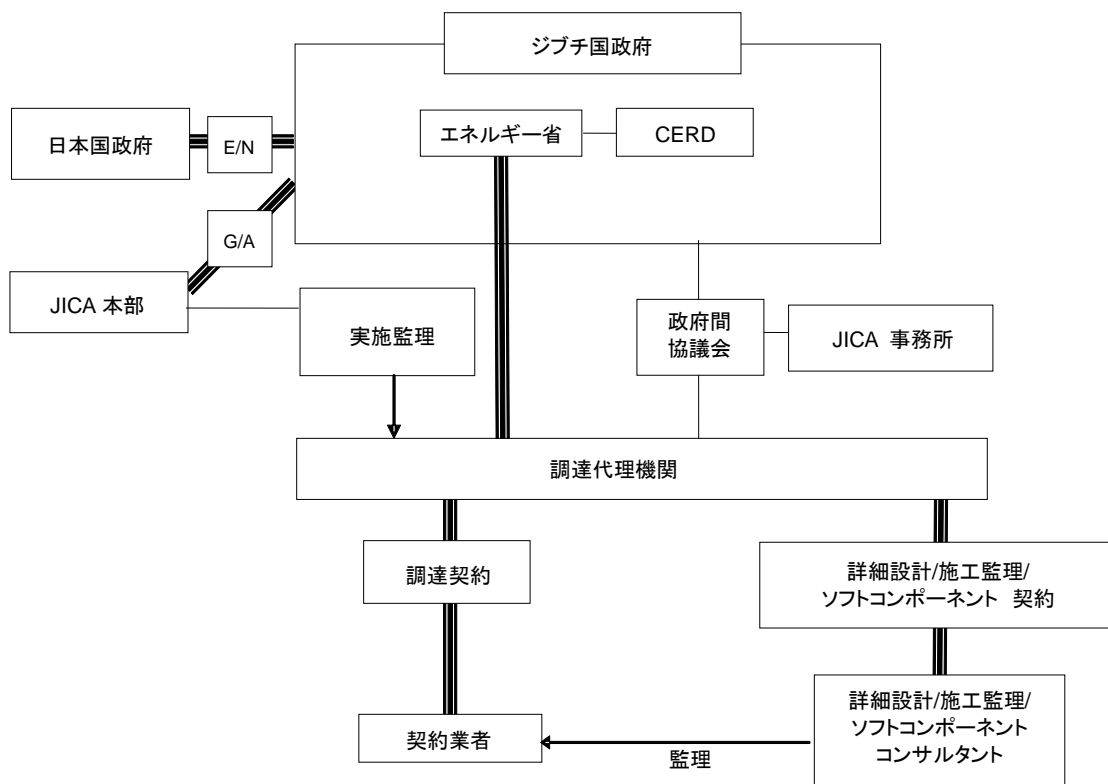 ジブチ国政府
エネルギー省
CERD
日本国政府
E/N
G/A
JICA 本部
実施監理
政府間
協議会
JICA 事務所
調達代理機関
調達契約
詳細設計/施工監理/
ソフトコンポーネント 契約
契約業者
監理
詳細設計/施工監理/
ソフトコンポーネント
コンサルタント